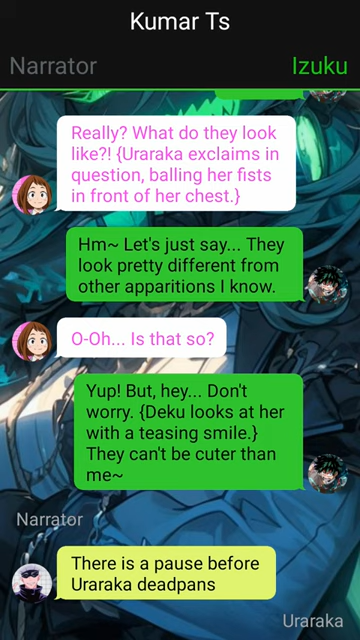 Kumar Ts
Narrator
Izuku
Really? What do they look
like?! {Uraraka exclaims in
question, balling her fists
in front of her chest.}
Hm~ Let's just say... They
look pretty different from
other apparitions I know.
O-Oh... Is that so?
Yup! But, hey... Don't
worry. {Deku looks at her
with a teasing smile.}
They can't be cuter than
me~
Narrator
There is a pause before
Uraraka deadpans
Uraraka